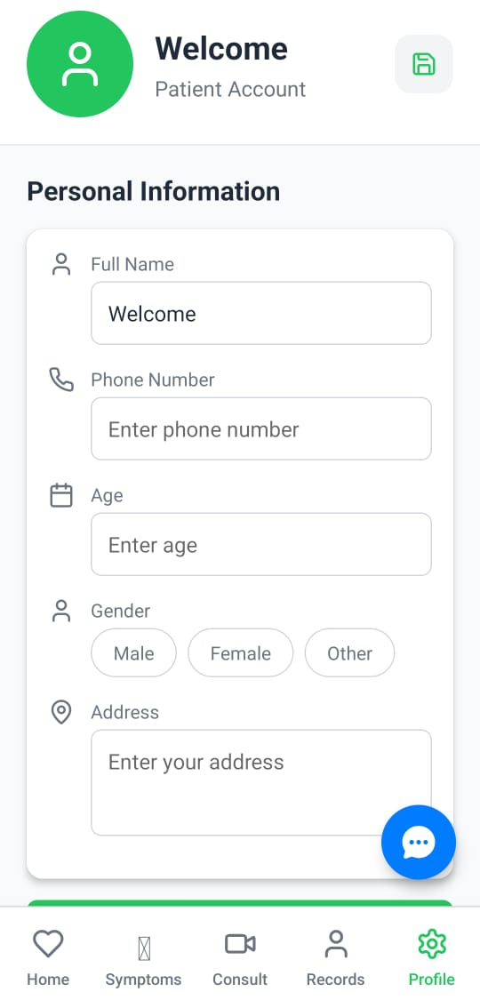 Welcome
Patient Account
Personal Information
Full Name
Welcome
Phone Number
Enter phone number
Age
Enter age
Gender
Male Female Other
Address
Enter your address
Home Symptoms Consult Records Profile